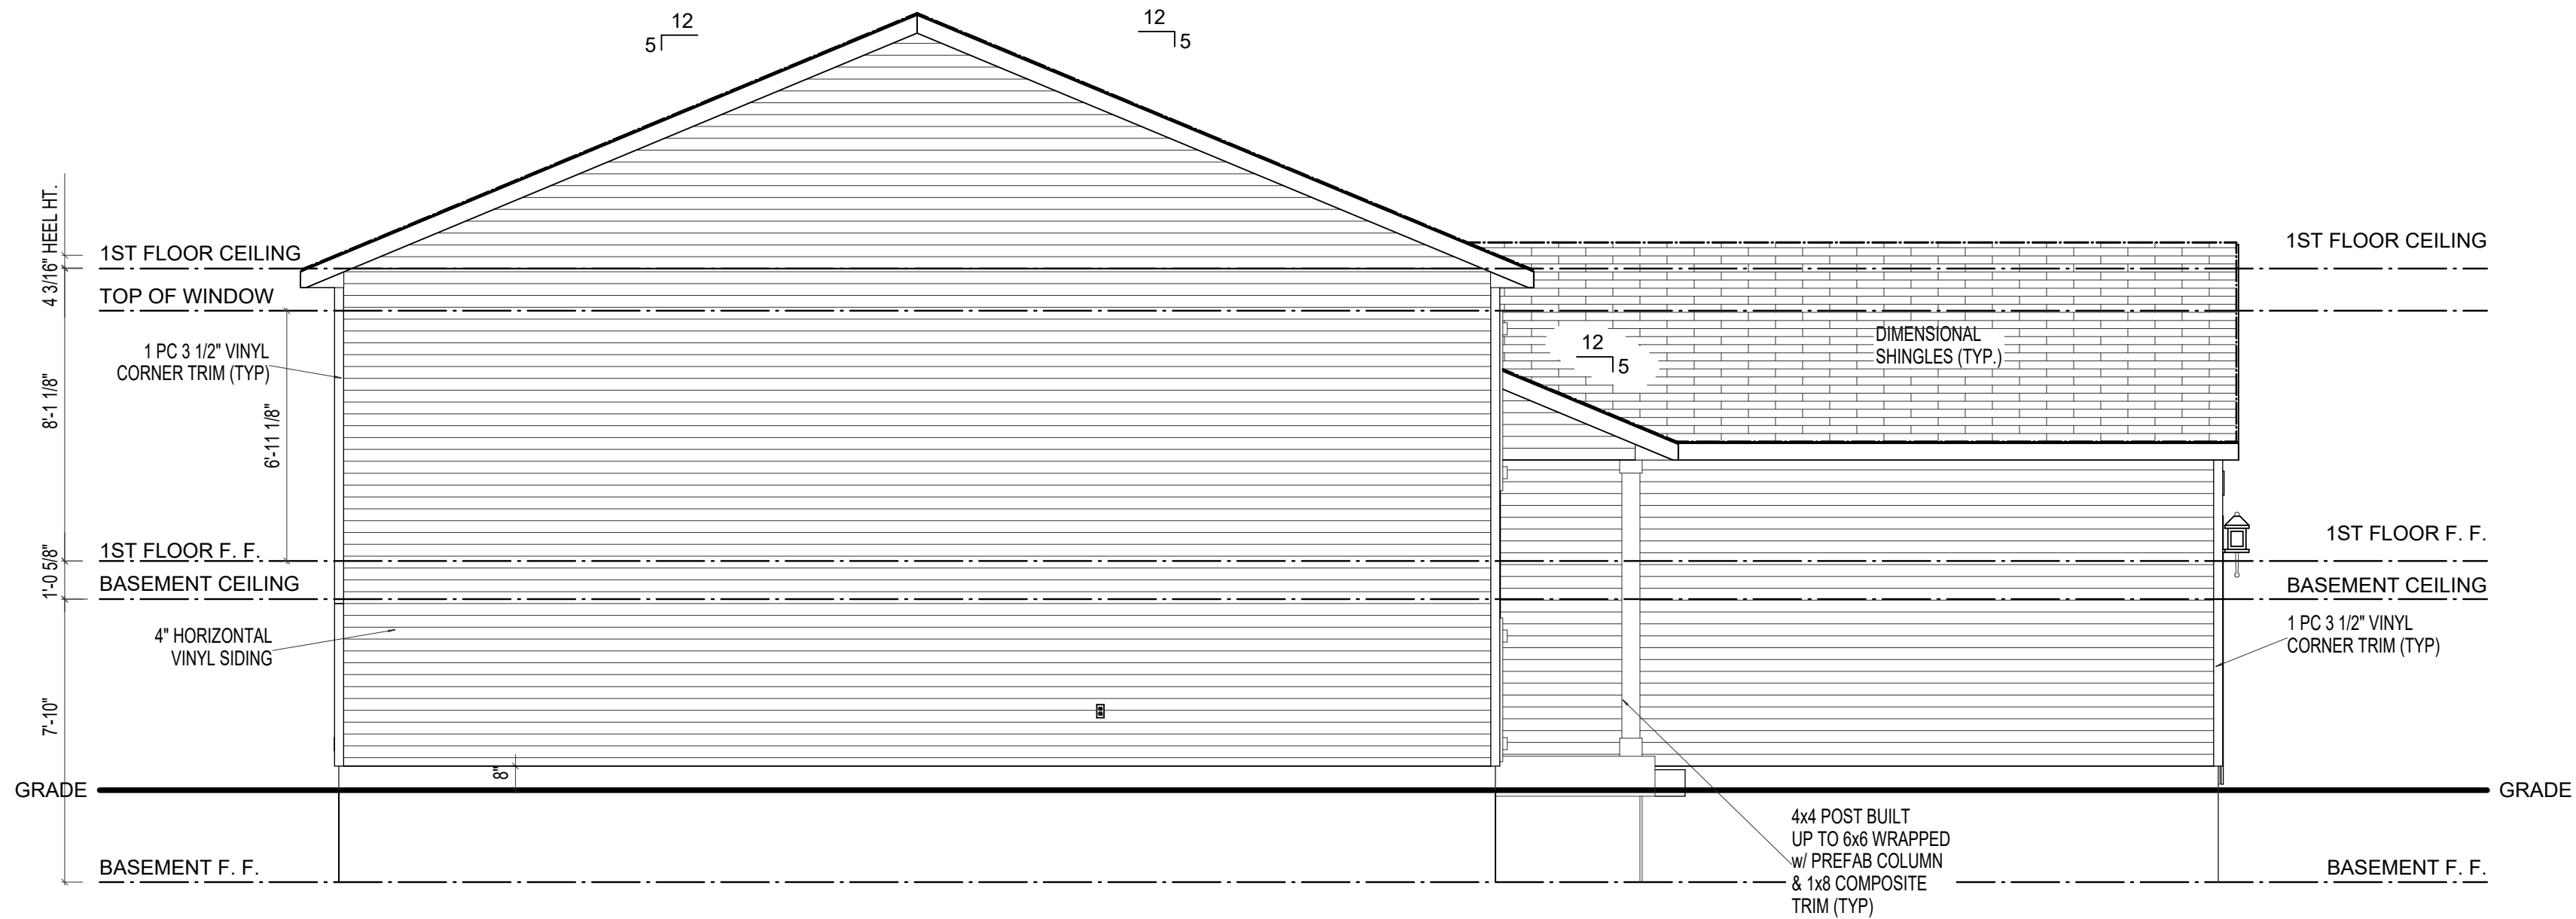 12
5
12
5
4 3/16" HEEL HT.
1ST FLOOR CEILING
1ST FLOOR CEILING
TOP OF WINDOW
12
5
DIMENSIONAL
SHINGLES (TYP.)
1 PC 3 1/2" VINYL
CORNER TRIM (TYP)
8'-1 1/8"
6'-11 1/8"
1ST FLOOR F. F.
1ST FLOOR F. F.
1'-0 5/8"
BASEMENT CEILING
BASEMENT CEILING
4" HORIZONTAL
VINYL SIDING
1 PC 3 1/2" VINYL
CORNER TRIM (TYP)
7'-10"
8"
GRADE
GRADE
4x4 POST BUILT
UP TO 6x6 WRAPPED
w/ PREFAB COLUMN
& 1x8 COMPOSITE
TRIM (TYP)
BASEMENT F. F.
BASEMENT F. F.